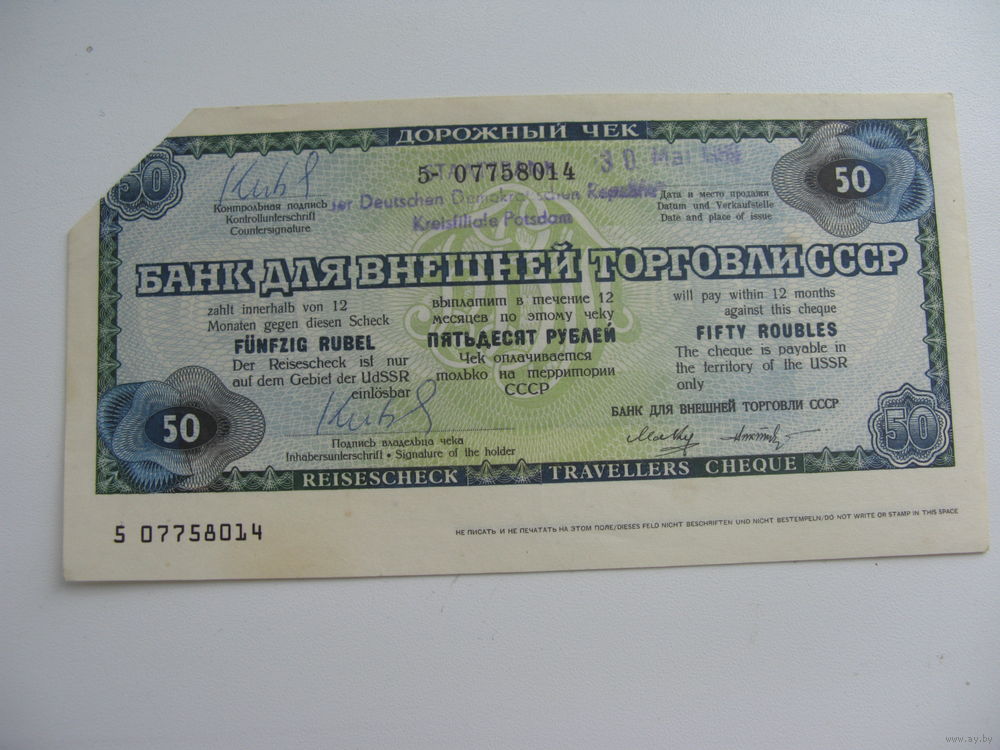 ДОРОЖНЫЙ ЧЕК
50
5- 07758014
30. Mai
der Deutschen Demokratischen Republik
Kreisfiliale Potsdam
50
Контрольная подпись
Kontrollunterschrift
Countersignature
Дата и место продажи
Datum und Verkaufstelle
Date and place of issue
БАНК ДЛЯ ВНЕШНЕЙ ТОРГОВЛИ СССР
zahlt innerhalb von 12
Monaten gegen diesen Scheck
FÜNFZIG RUBEL
Der Reisescheck ist nur
auf dem Gebiet der UdSSR
einlösbar
выплатит в течение 12
месяцев по этому чеку
ПЯТЬДЕСЯТ РУБЛЕЙ
Чек оплачивается
только на территории
СССР
will pay within 12 months
against this cheque
FIFTY ROUBLES
The cheque is payable in
the territory of the USSR
only
БАНК ДЛЯ ВНЕШНЕЙ ТОРГОВЛИ СССР
50
50
Подпись владельца чека
Inhabersunterschrift • Signature of the holder
REISESCHECK
TRAVELLERS CHEQUE
5 07758014
НЕ ПИСАТЬ И НЕ ПЕЧАТАТЬ НА ЭТОМ ПОЛЕ/DIESES FELD NICHT BESCHRIFTEN UND NICHT BESTEMPELN/DO NOT WRITE OR STAMP IN THIS SPACE
www.ay.by